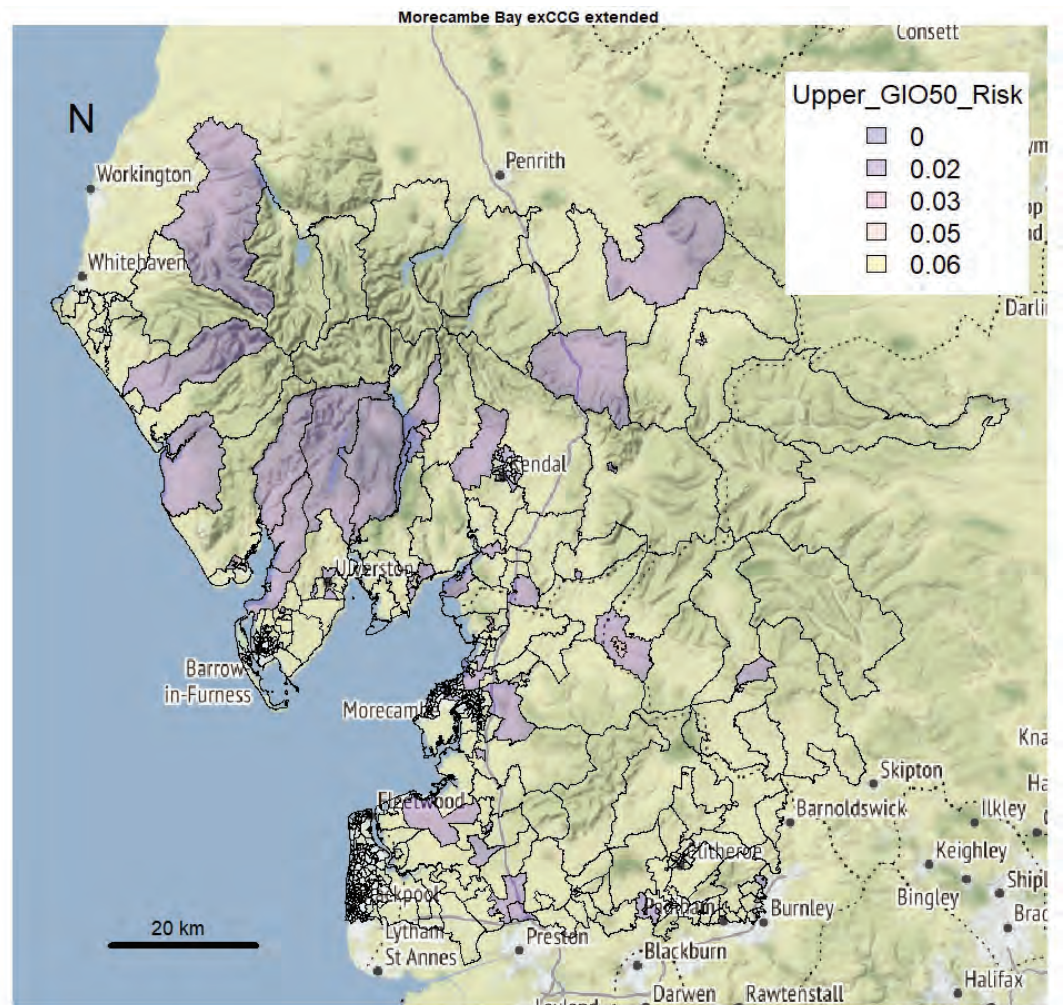 Morecambe Bay exCCG extended
Consett
N
Upper_GIO50_Risk
0
0.02
0.03
0.05
0.06
Penrith
Workington
Whitehaven
Kendal
Ulverston
Barrow
in-Furness
Morecambe
Skipton
Fleetwood
Barnoldswick
Ilkley
Keighley
Bingley
Padiham
Burnley
20 km
Lytham
St Annes
Preston
Blackburn
Halifax
Darwen
Rawtenstall